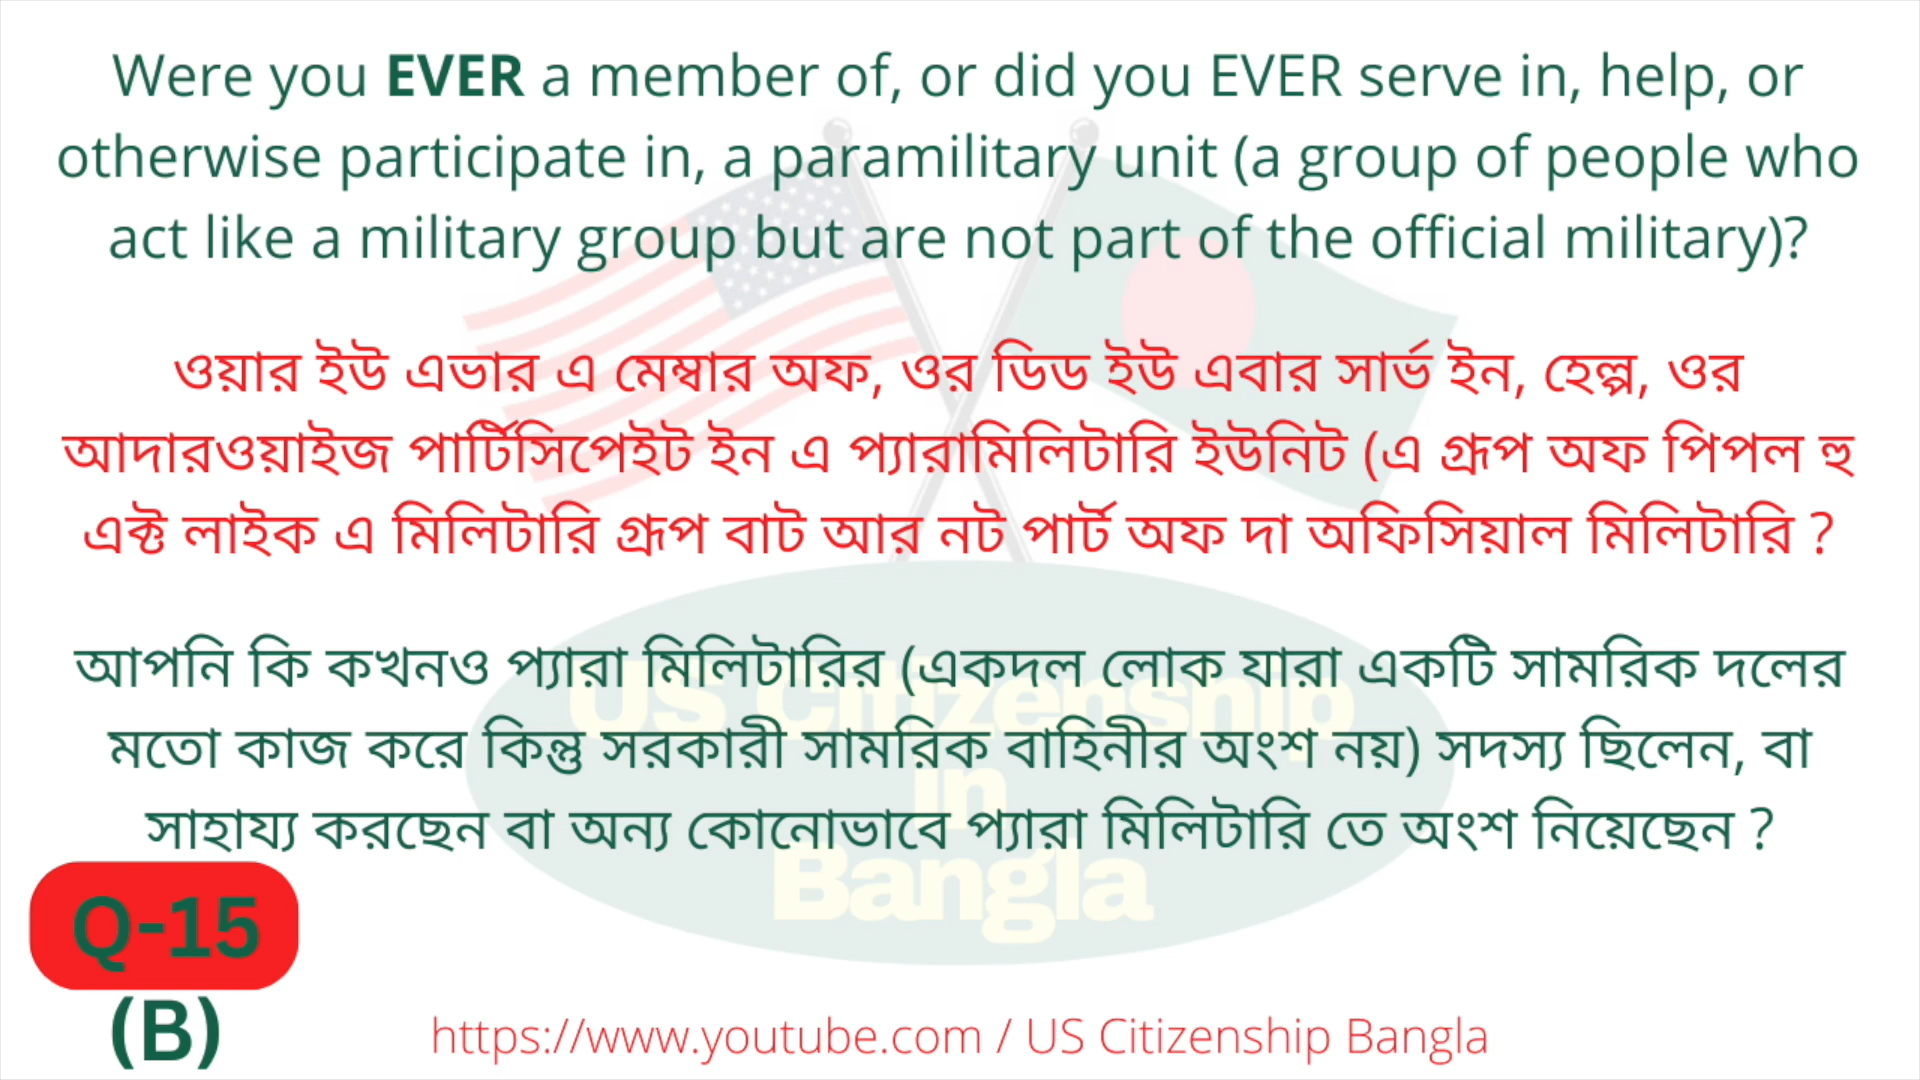 Were you EVER a member of, or did you EVER serve in, help, or
otherwise participate in, a paramilitary unit (a group of people who
act like a military group but are not part of the official military)?
ওয়ার ইউ এভার এ মেম্বার অফ, ওর ডিড ইউ এবার সার্ভ ইন, হেল্প, ওর
আদারওয়াইজ পার্টিসিপেইট ইন এ প্যারামিলিটারি ইউনিট (এ গ্রূপ অফ পিপল হু
এক্ট লাইক এ মিলিটারি গ্রূপ বাট আর নট পার্ট অফ দা অফিসিয়াল মিলিটারি ?
আপনি কি কখনও প্যারা মিলিটারির (একদল লোক যারা একটি সামরিক দলের
মতো কাজ করে কিন্তু সরকারী সামরিক বাহিনীর অংশ নয়) সদস্য ছিলেন, বা
সাহায্য করছেন বা অন্য কোনোভাবে প্যারা মিলিটারি তে অংশ নিয়েছেন ?
US Citizenship
in
Bangla
Q-15
(B)
https://www.youtube.com / US Citizenship Bangla